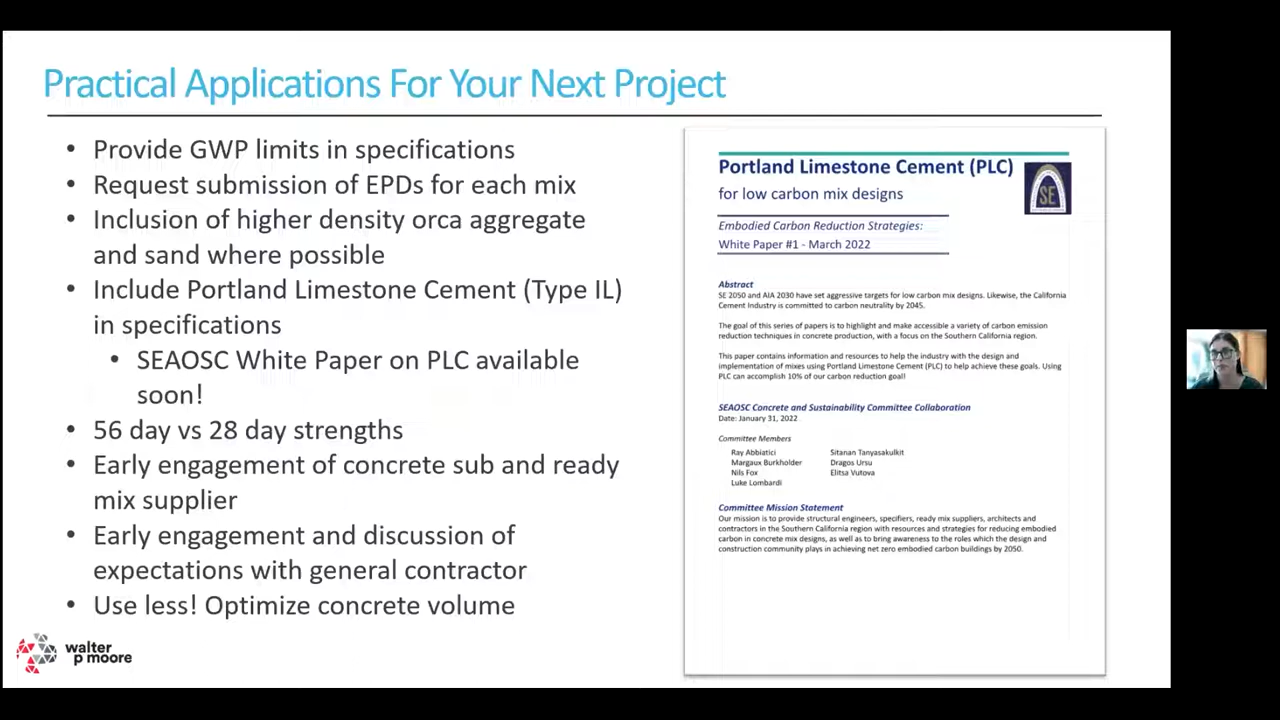 Practical Applications For Your Next Project
• Provide GWP limits in specifications
• Request submission of EPDs for each mix
• Inclusion of higher density orca aggregate
and sand where possible
• Include Portland Limestone Cement (Type IL)
in specifications
• SEAOSC White Paper on PLC available
soon!
• 56 day vs 28 day strengths
• Early engagement of concrete sub and ready
mix supplier
• Early engagement and discussion of
expectations with general contractor
• Use less! Optimize concrete volume
walter
p moore
Portland Limestone Cement (PLC)
for low carbon mix designs
SE
Embodied Carbon Reduction Strategies:
White Paper #1 - March 2022
Abstract
SE 2050 and AIA 2030 have set aggressive targets for low carbon mix designs. Likewise, the California
Cement Industry is committed to carbon neutrality by 2045.
The goal of this series of papers is to highlight and make accessible a variety of carbon emission
reduction techniques in concrete production, with a focus on the Southern California region.
This paper contains information and resources to help the industry with the design and
implementation of mixes using Portland Limestone Cement (PLC) to help achieve these goals. Using
PLC can accomplish 10% of our carbon reduction goal!
SEAOSC Concrete and Sustainability Committee Collaboration
Date: January 31, 2022
Committee Members
Ray Abbiatici
Margaux Burkholder
Nils Fox
Luke Lombardi
Sitanan Tanyasakulkit
Dragos Ursu
Elitsa Vutova
Committee Mission Statement
Our mission is to provide structural engineers, specifiers, ready mix suppliers, architects and
contractors in the Southern California region with resources and strategies for reducing embodied
carbon in concrete mix designs, as well as to bring awareness to the roles which the design and
construction community plays in achieving net zero embodied carbon buildings by 2050.